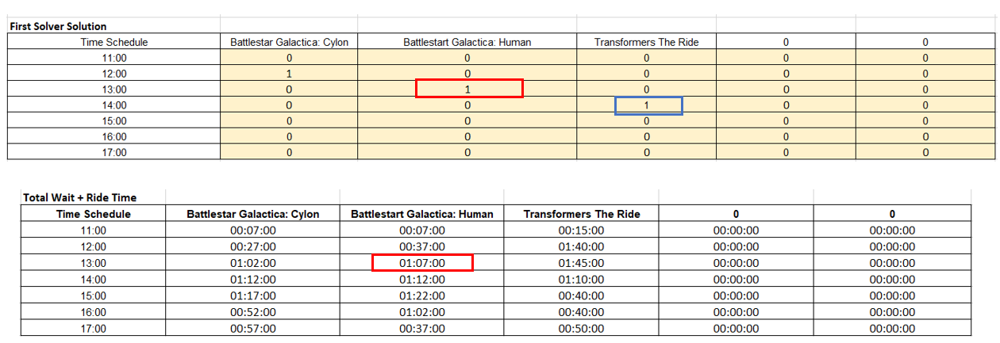 First Solver Solution
Time Schedule Battlestar Galactica: Cylon Battlestart Galactica: Human Transformers The Ride 0 0
11:00 0 0 0 0 0
12:00 1 0 0 0 0
13:00 0 1 0 0 0
14:00 0 0 1 0 0
15:00 0 0 0 0 0
16:00 0 0 0 0 0
17:00 0 0 0 0 0
Total Wait + Ride Time
Time Schedule Battlestar Galactica: Cylon Battlestart Galactica: Human Transformers The Ride 0 0
11:00 00:07:00 00:07:00 00:15:00 00:00:00 00:00:00
12:00 00:27:00 00:37:00 01:40:00 00:00:00 00:00:00
13:00 01:02:00 01:07:00 01:45:00 00:00:00 00:00:00
14:00 01:12:00 01:12:00 01:10:00 00:00:00 00:00:00
15:00 01:17:00 01:22:00 00:40:00 00:00:00 00:00:00
16:00 00:52:00 01:02:00 00:40:00 00:00:00 00:00:00
17:00 00:57:00 00:37:00 00:50:00 00:00:00 00:00:00